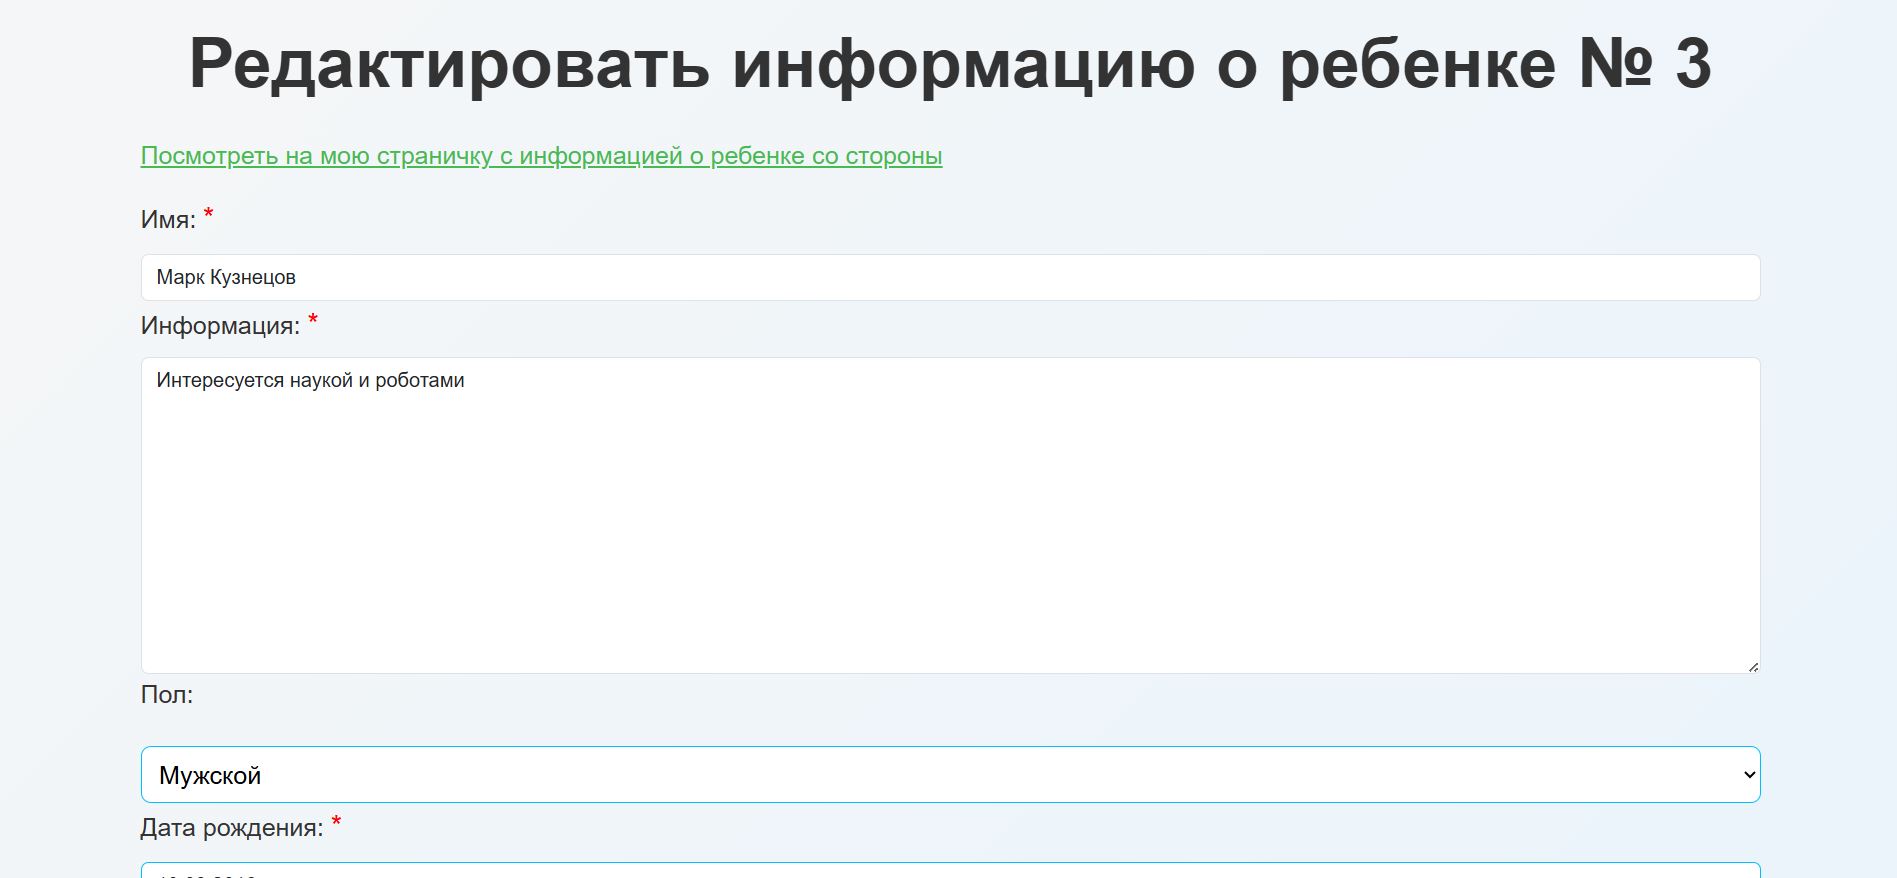 Редактировать информацию о ребенке № 3
Посмотреть на мою страничку с информацией о ребенке со стороны
Имя: *
Марк Кузнецов
Информация: *
Интересуется наукой и роботами
Пол:
Мужской
Дата рождения: *